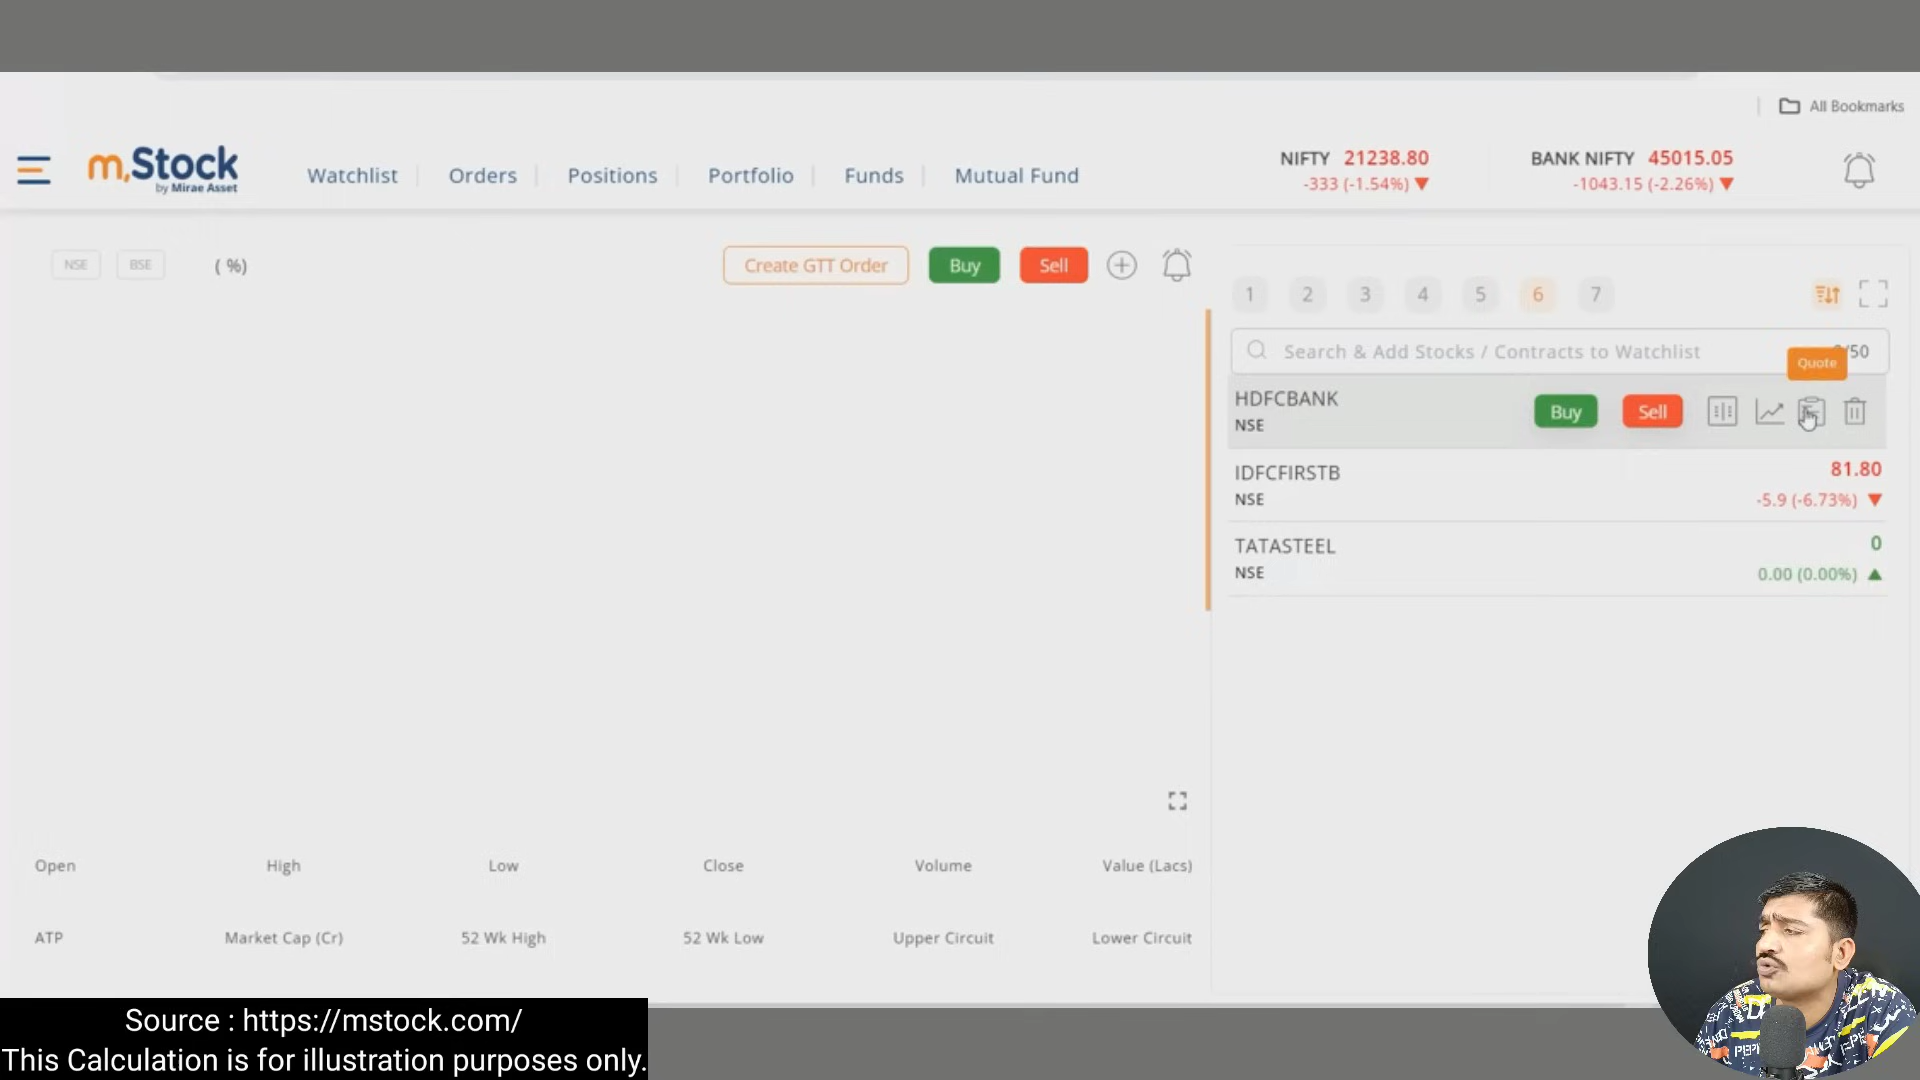 All Bookmarks
m.Stock
by Mirae Asset
Watchlist
Orders
Positions
Portfolio
Funds
Mutual Fund
NIFTY 21238.80
-333 (-1.54%) ▼
BANK NIFTY 45015.05
-1043.15 (-2.26%) ▼
NSE
BSE
( %)
Create GTT Order
Buy
Sell
1 2 3 4 5 6 7
Search & Add Stocks / Contracts to Watchlist
/50
Quote
HDFCBANK
NSE
Buy
Sell
IDFCFIRSTB
NSE
81.80
-5.9 (-6.73%) ▼
TATASTEEL
NSE
0
0.00 (0.00%) ▲
Open
High
Low
Close
Volume
Value (Lacs)
ATP
Market Cap (Cr)
52 Wk High
52 Wk Low
Upper Circuit
Lower Circuit
Source : https://mstock.com/
This Calculation is for illustration purposes only.